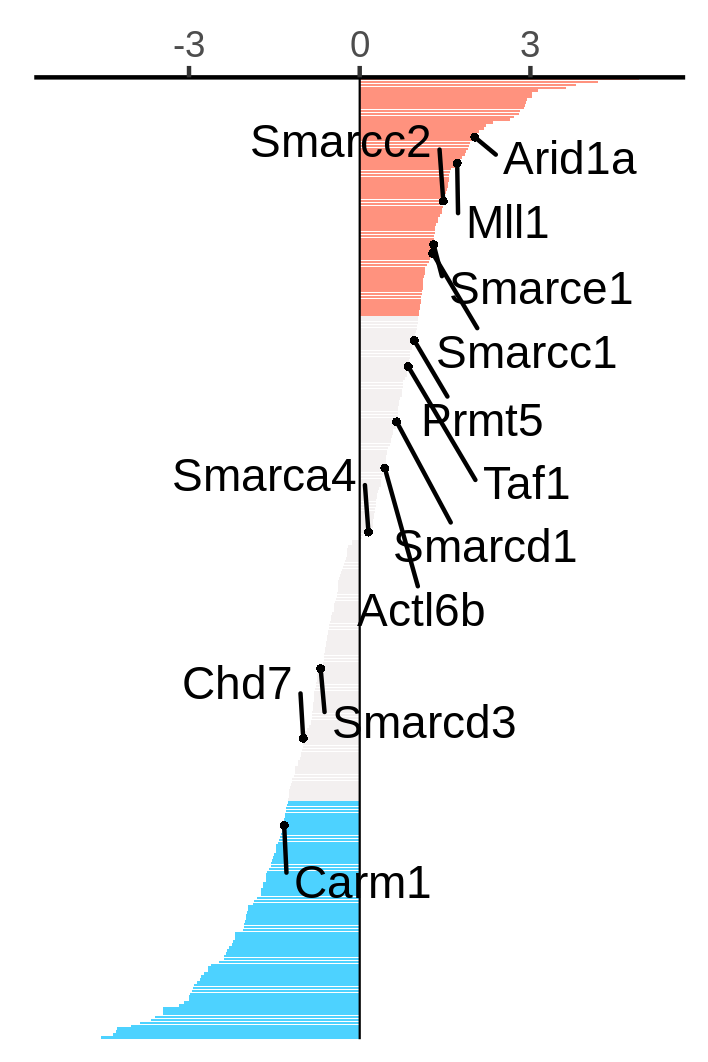 -3 0 3
Smarcc2
Arid1a
Mll1
Smarce1
Smarcc1
Prmt5
Smarca4
Taf1
Smarcd1
Actl6b
Chd7
Smarcd3
Carm1